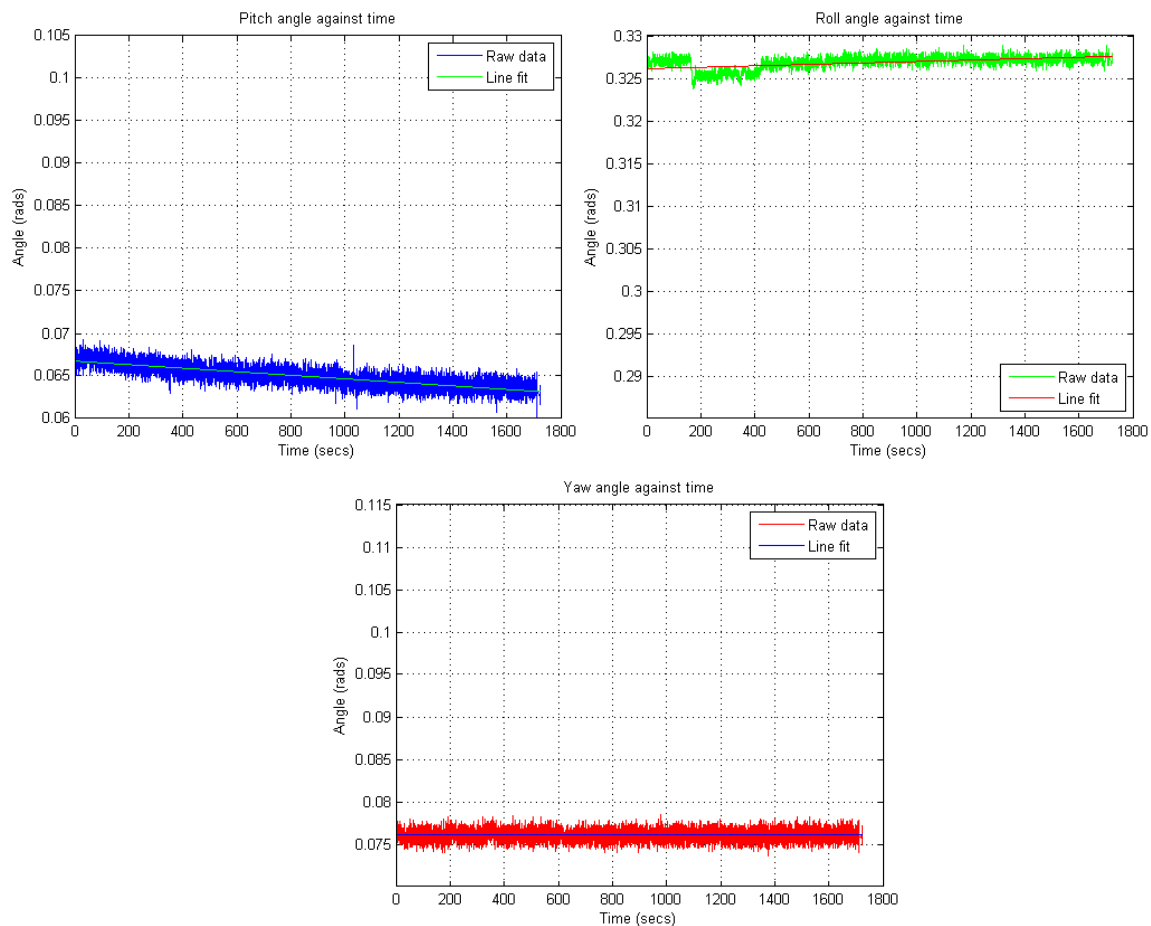 Pitch angle against time
0.105
0.1
0.095
0.09
0.085
0.08
0.075
0.07
0.065
0.06
Angle (rads)
0 200 400 600 800 1000 1200 1400 1600 1800
Time (secs)
Raw data
Line fit
Roll angle against time
0.33
0.325
0.32
0.315
0.31
0.305
0.3
0.295
0.29
Angle (rads)
0 200 400 600 800 1000 1200 1400 1600 1800
Time (secs)
Raw data
Line fit
Yaw angle against time
0.115
0.11
0.105
0.1
0.095
0.09
0.085
0.08
0.075
Angle (rads)
0 200 400 600 800 1000 1200 1400 1600 1800
Time (secs)
Raw data
Line fit